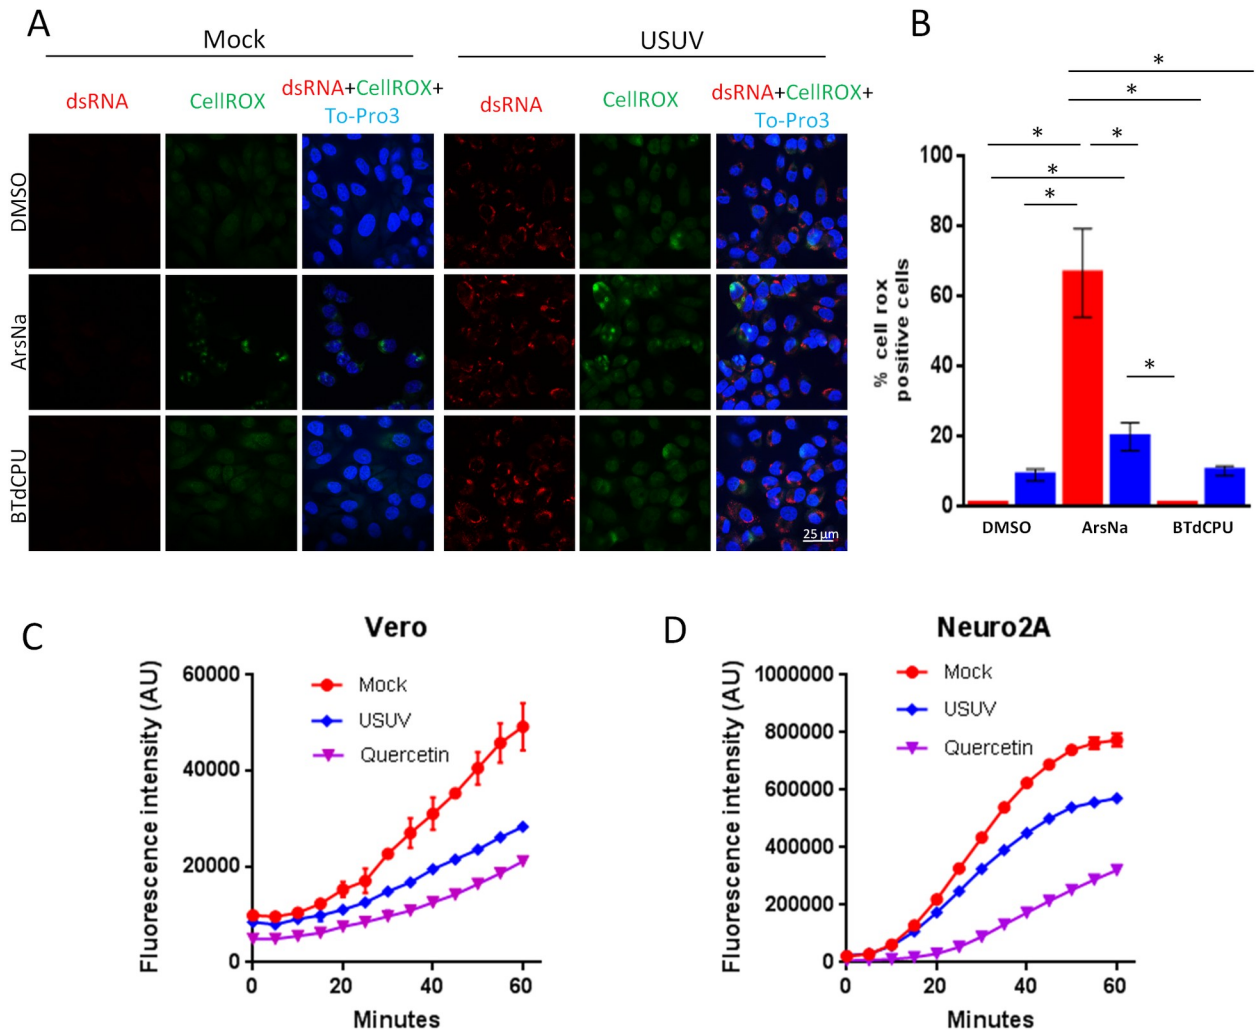 A
Mock
USUV
dsRNA
CellROX
dsRNA+CellROX+
To-Pro3
dsRNA
CellROX
dsRNA+CellROX+
To-Pro3
DMSO
ArsNa
BTdCPU
25 µm
B
*
*
*
*
*
*
*
% cell rox
positive cells
100
80
60
40
20
0
DMSO
ArsNa
BTdCPU
C
Vero
Fluorescence intensity (AU)
60000
40000
20000
0
Mock
USUV
Quercetin
0
20
40
60
Minutes
D
Neuro2A
Fluorescence intensity (AU)
1000000
800000
600000
400000
200000
0
Mock
USUV
Quercetin
0
20
40
60
Minutes